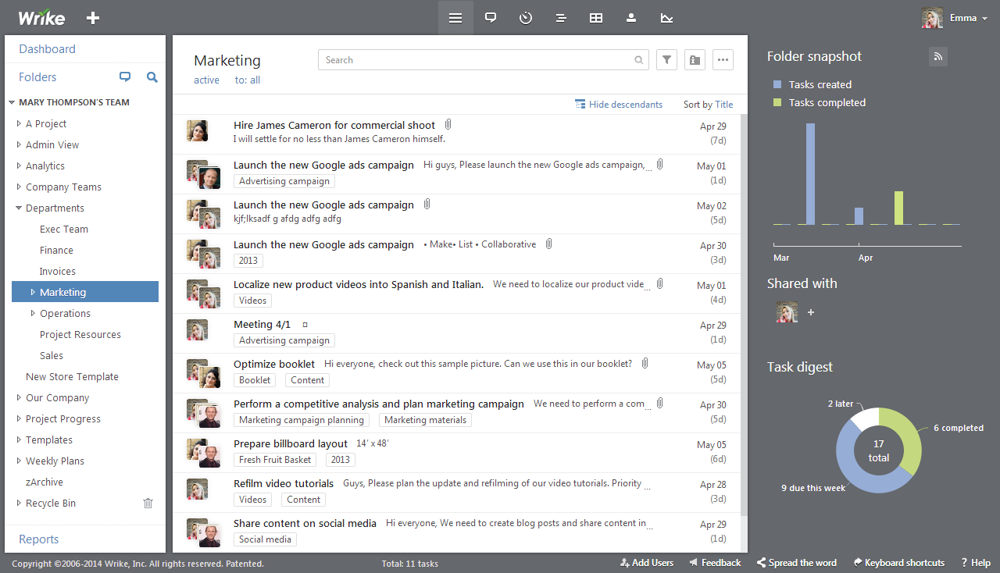 Wrike
Emma
Dashboard
Folders
MARY THOMPSON'S TEAM
A Project
Admin View
Analytics
Company Teams
Departments
Exec Team
Finance
Invoices
Marketing
Operations
Project Resources
Sales
New Store Template
Our Company
Project Progress
Templates
Weekly Plans
zArchive
Recycle Bin
Reports
Marketing
Search
active to: all
Hide descendants Sort by Title
Hire James Cameron for commercial shoot Apr 29
I will settle for no less than James Cameron himself. (7d)
Launch the new Google ads campaign Hi guys, Please launch the new Google ads campaign,... May 01
Advertising campaign (1d)
Launch the new Google ads campaign May 02
kjf;lksadf g afdg adfg adfg (5d)
Launch the new Google ads campaign • Make• List • Collaborative Apr 30
2013 (3d)
Localize new product videos into Spanish and Italian. We need to localize our product vide... May 01
Videos (4d)
Meeting 4/1 Apr 29
Advertising campaign (1d)
Optimize booklet Hi everyone, check out this sample picture. Can we use this in our booklet? May 05
Booklet Content (5d)
Perform a competitive analysis and plan marketing campaign We need to perform a com... Apr 30
Marketing campaign planning Marketing materials (5d)
Prepare billboard layout 14´ x 48´ May 05
Fresh Fruit Basket 2013 (6d)
Refilm video tutorials Guys, Please plan the update and refilming of our video tutorials. Priority ... Apr 28
Videos Content (3d)
Share content on social media Hi everyone, We need to create blog posts and share content in... Apr 29
Social media (1d)
Folder snapshot
Tasks created
Tasks completed
Mar Apr
Shared with
Task digest
2 later
6 completed
17
total
9 due this week
Copyright ©2006-2014 Wrike, Inc. All rights reserved. Patented. Total: 11 tasks Add Users Feedback Spread the word Keyboard shortcuts ? Help